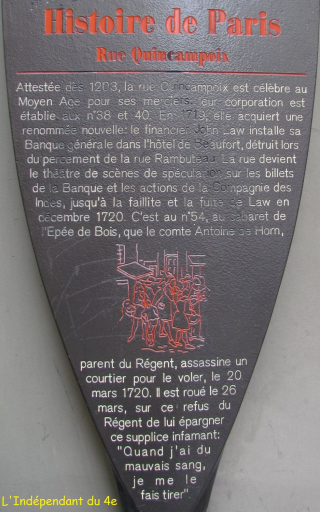 Histoire de Paris
Rue Quincampoix
Attestée dès 1203, la rue Quincampoix est célèbre au
Moyen Age pour ses merciers: leur corporation est
établie aux n°38 et 40. En 1719, elle acquiert une
renommée nouvelle: le financier John Law installe sa
Banque générale dans l'hôtel de Beaufort, détruit lors
du percement de la rue Rambuteau. La rue devient
le théâtre de scènes de spéculation sur les billets
de la Banque et les actions de la Compagnie des
Indes, jusqu'à la faillite et la fuite de Law en
décembre 1720. C'est au n°54, au cabaret de
l'Epée de Bois, que le comte Antoine de Horn,
parent du Régent, assassine un
courtier pour le voler, le 20
mars 1720. Il est roué le 26
mars, sur ce refus du
Régent de lui épargner
ce supplice infamant:
"Quand j'ai du
mauvais sang,
je me le
fais tirer".
L'Indépendant du 4e